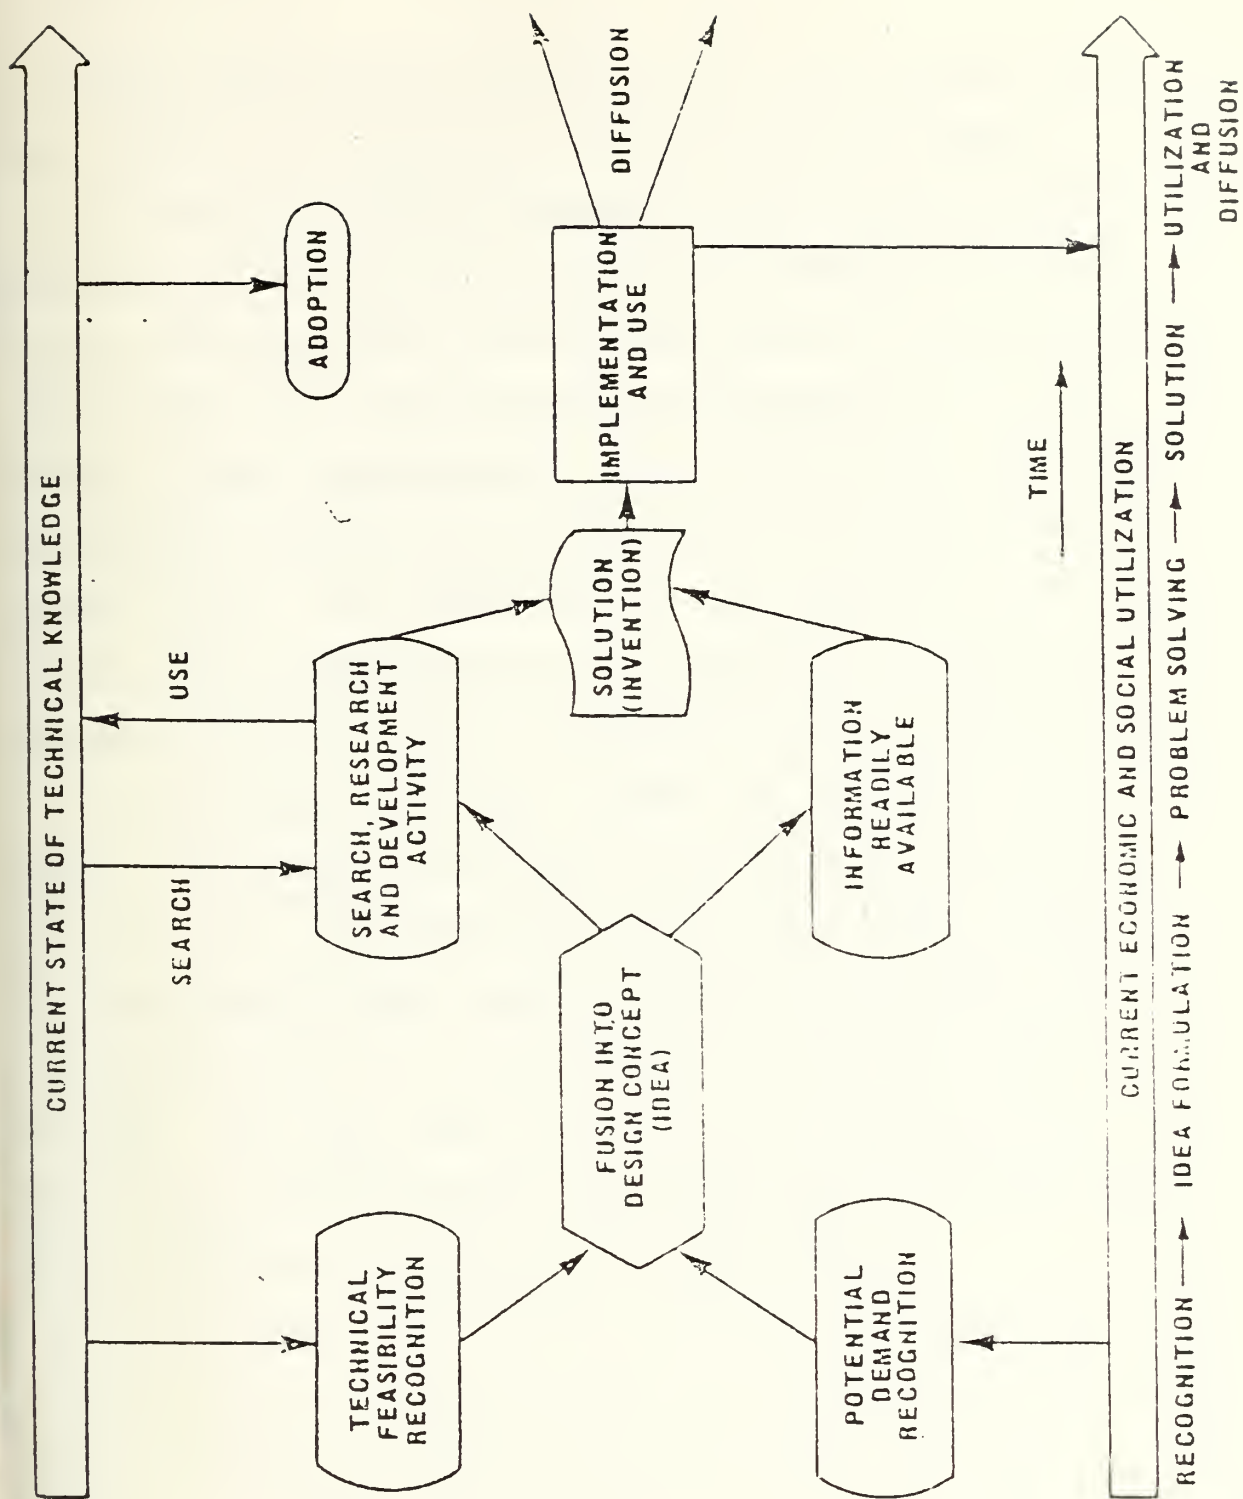 CURRENT STATE OF TECHNICAL KNOWLEDGE
SEARCH
USE
TECHNICAL
FEASIBILITY
RECOGNITION
SEARCH, RESEARCH
AND DEVELOPMENT
ACTIVITY
ADOPTION
FUSION INTO
DESIGN CONCEPT
(IDEA)
SOLUTION
(INVENTION)
IMPLEMENTATION
AND USE
DIFFUSION
POTENTIAL
DEMAND
RECOGNITION
INFORMATION
READILY
AVAILABLE
TIME
CURRENT ECONOMIC AND SOCIAL UTILIZATION
RECOGNITION → IDEA FORMULATION → PROBLEM SOLVING → SOLUTION → UTILIZATION
AND
DIFFUSION